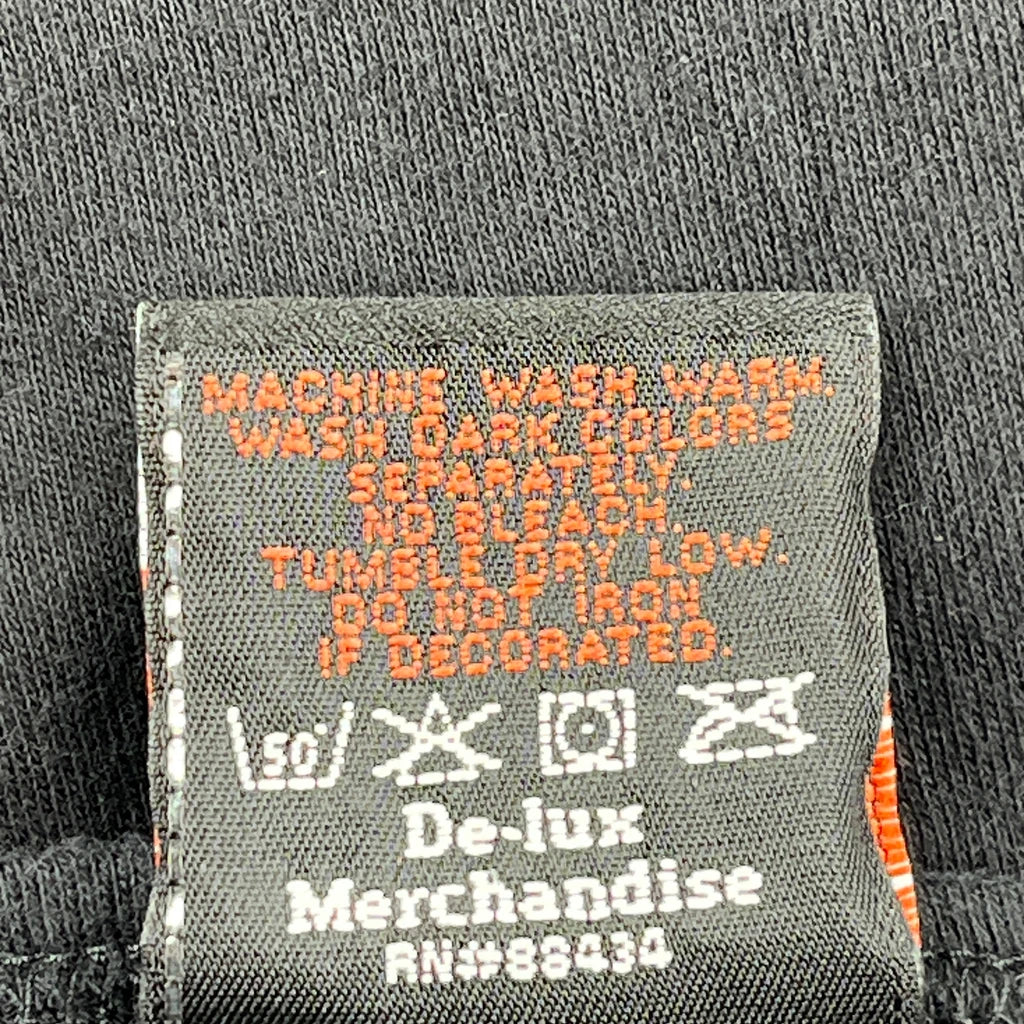 MACHINE WASH WARM.
WASH DARK COLORS
SEPARATELY.
NO BLEACH.
TUMBLE DRY LOW.
DO NOT IRON
IF DECORATED.
50°
De-lux
Merchandise
RN#88434